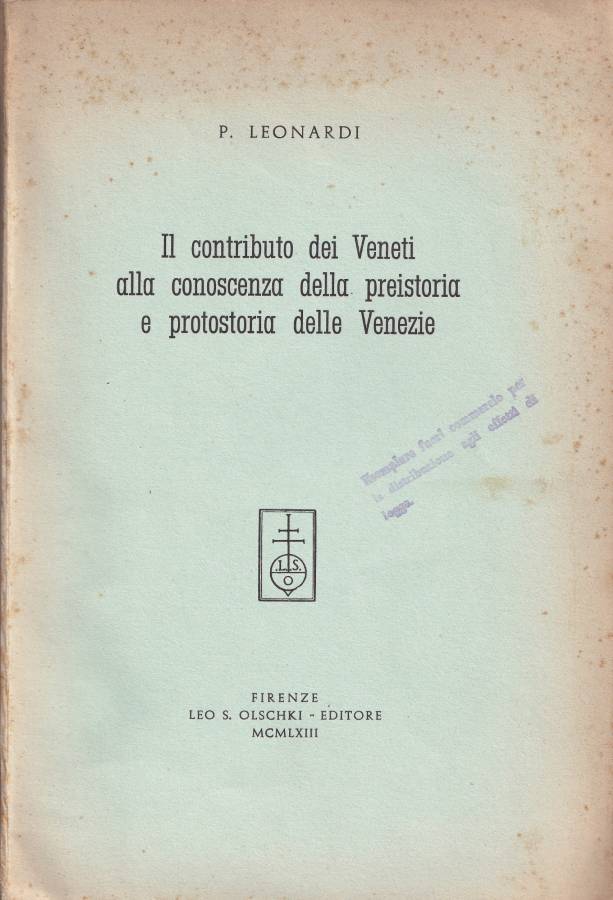 P. LEONARDI
Il contributo dei Veneti
alla conoscenza della preistoria
e protostoria delle Venezie
Esemplare fuori commercio per
la distribuzione agli effetti di
legge.
.L.S.
O
FIRENZE
LEO S. OLSCHKI - EDITORE
MCMLXIII